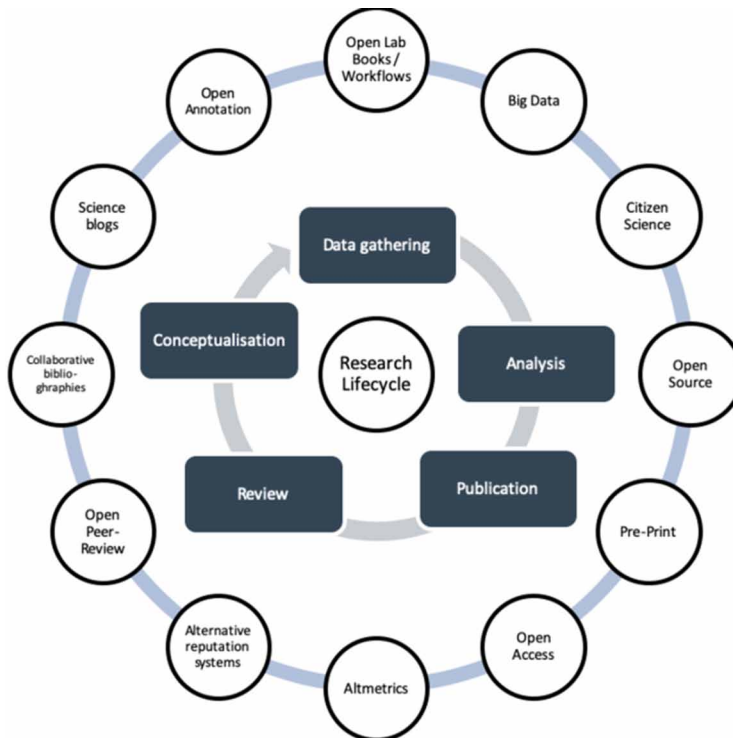 Open Lab
Books /
Workflows
Big Data
Citizen
Science
Open
Source
Pre-Print
Open
Access
Altmetrics
Alternative
reputation
systems
Open
Peer-
Review
Collaborative
biblio-
ghraphies
Science
blogs
Open
Annotation
Data gathering
Analysis
Publication
Review
Conceptualisation
Research
Lifecycle